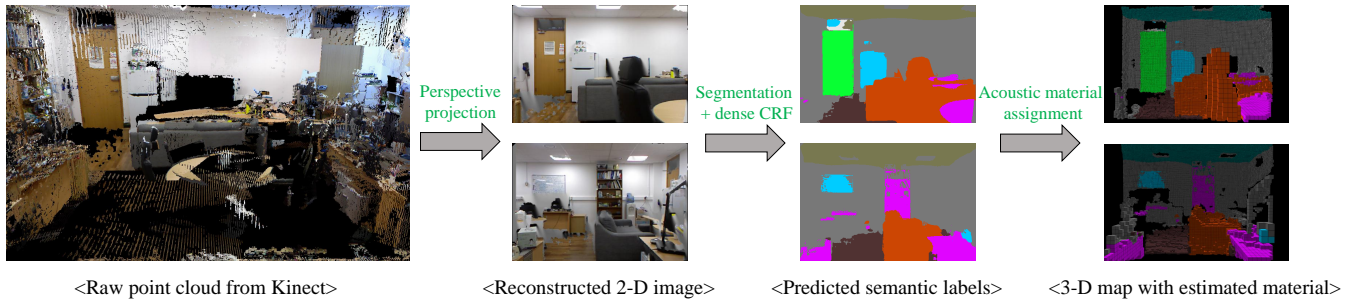 Perspective
projection
Segmentation
+ dense CRF
Acoustic material
assignment
<Raw point cloud from Kinect>
<Reconstructed 2-D image>
<Predicted semantic labels>
<3-D map with estimated material>